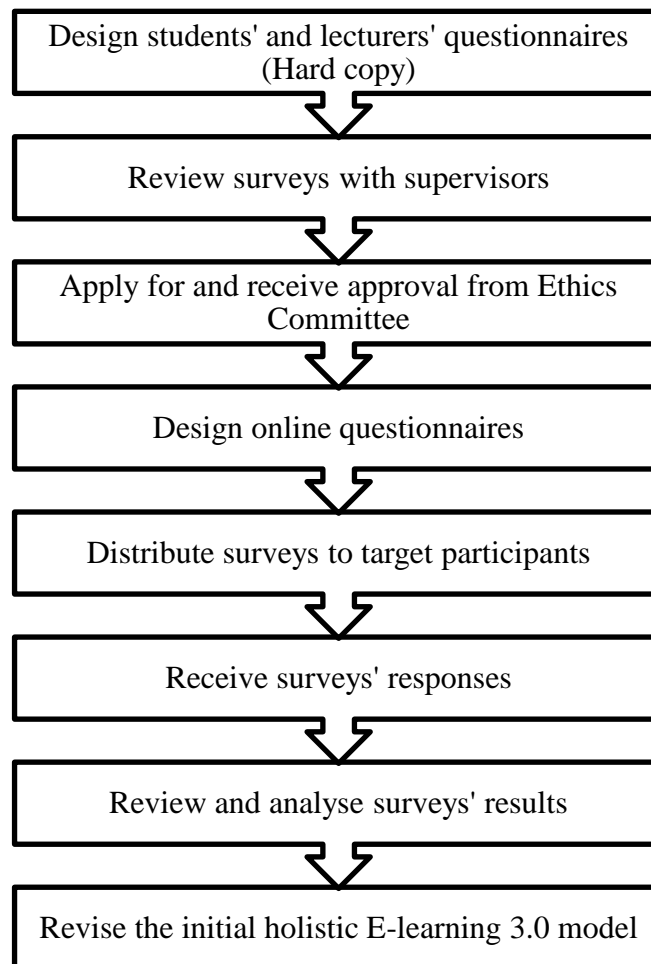 Design students' and lecturers' questionnaires
(Hard copy)
Review surveys with supervisors
Apply for and receive approval from Ethics
Committee
Design online questionnaires
Distribute surveys to target participants
Receive surveys' responses
Review and analyse surveys' results
Revise the initial holistic E-learning 3.0 model